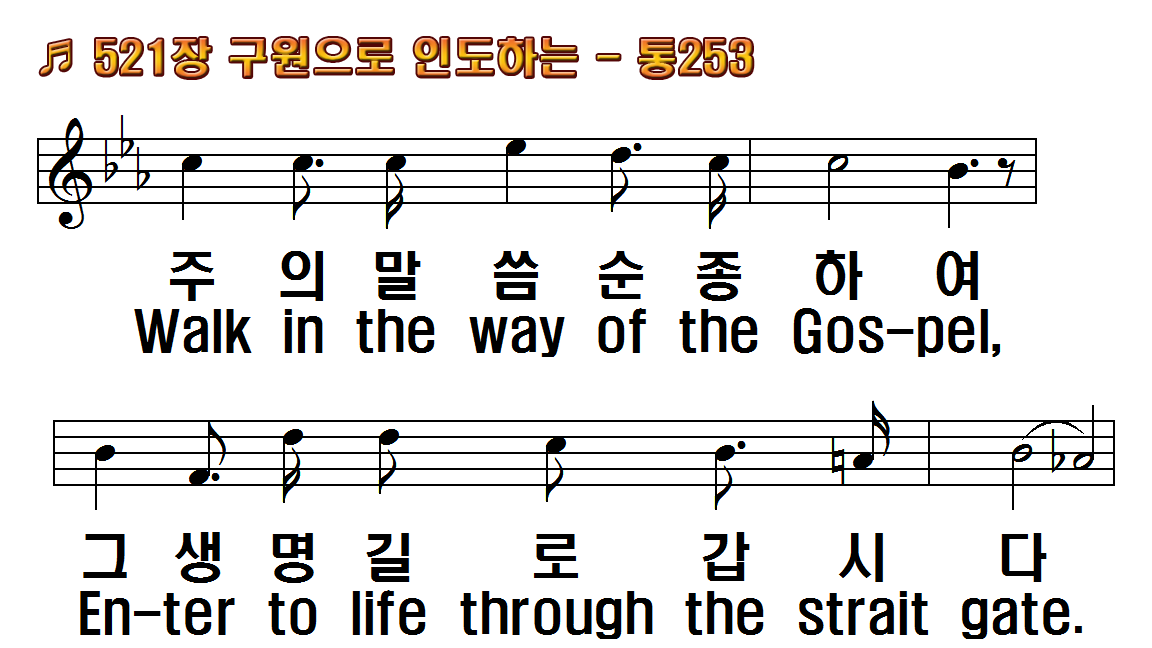 ♬ 521장 구원으로 인도하는 - 통253
주 의 말 씀 순 종 하 여
Walk in the way of the Gos-pel,
그 생 명 길 로 갑 시 다
En-ter to life through the strait gate.